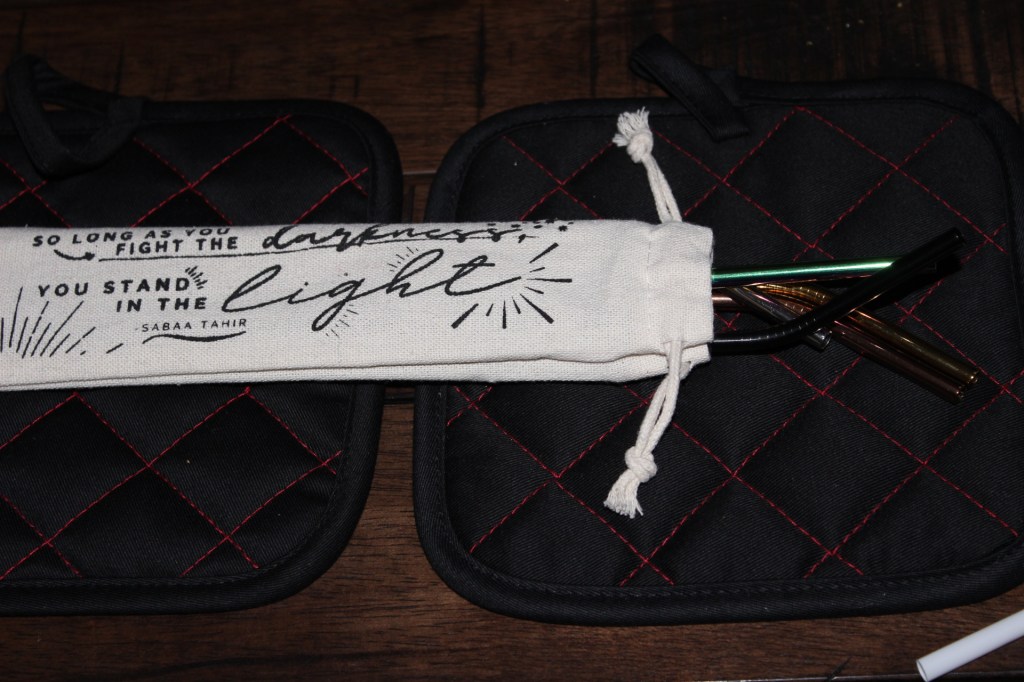 SO LONG AS YOU
FIGHT THE darkness,
YOU STAND
IN THE light
-SABAA TAHIR